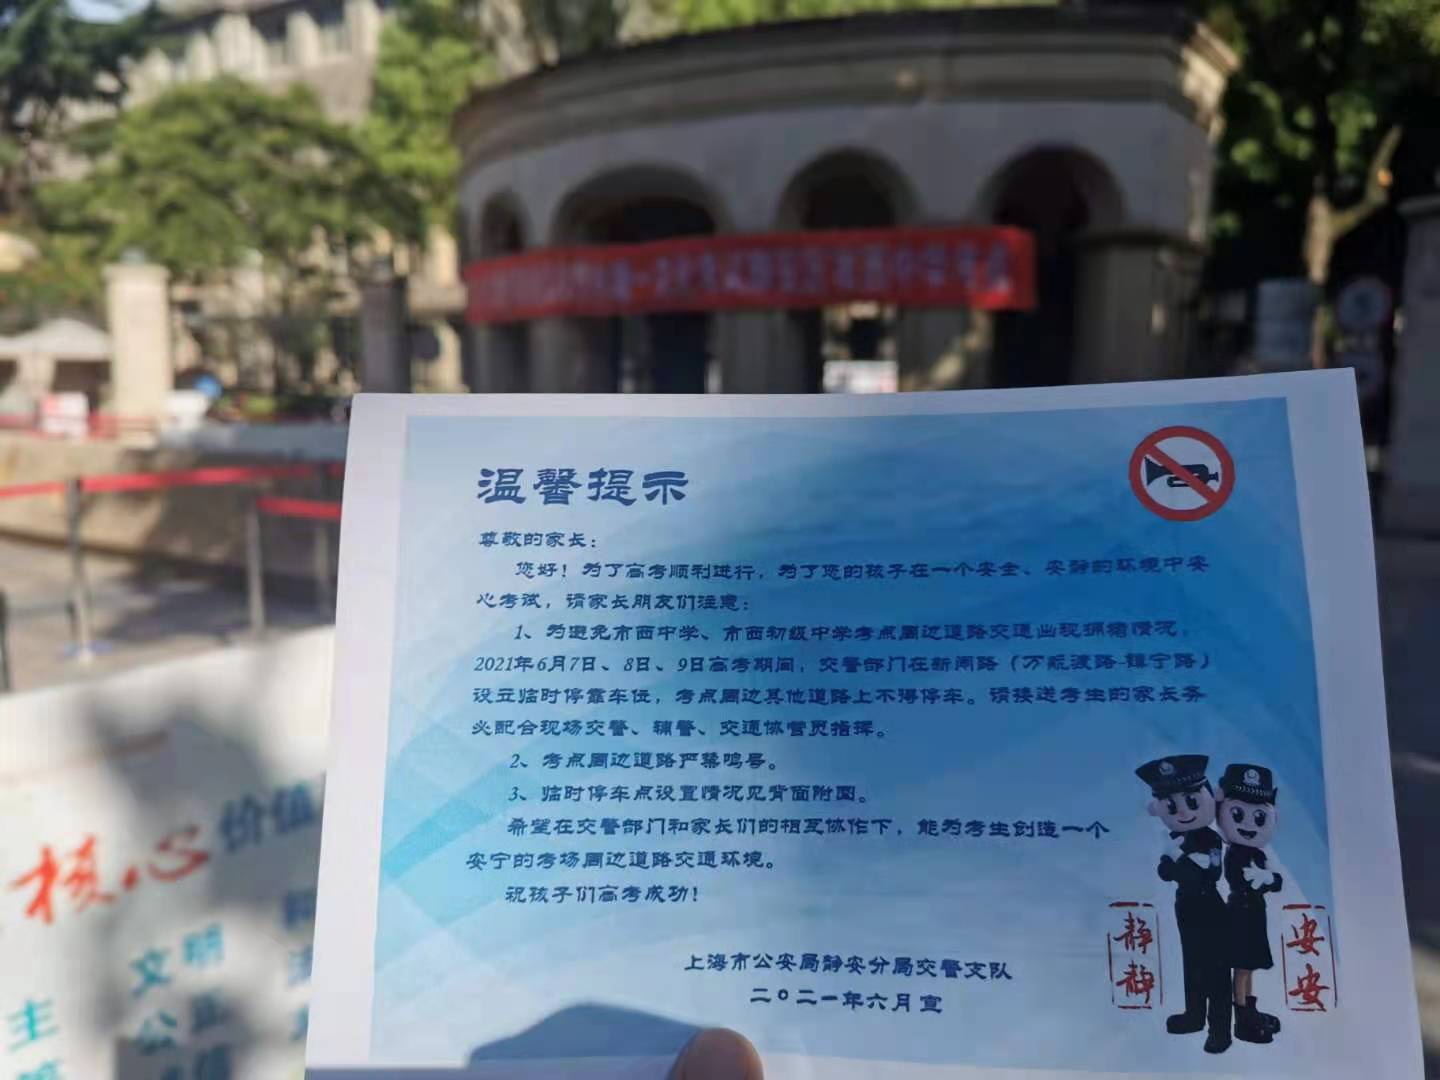 温馨提示
尊敬的家长：
您好！为了高考顺利进行，为了您的孩子在一个安全、安静的环境中安
心考试，请家长朋友们注意：
1、为避免市西中学、市西初级中学考点周边道路交通出现拥堵情况，
2021年6月7日、8日、9日高考期间，交警部门在新闸路（万航渡路-镇宁路）
设立临时停靠车位，考点周边其他道路上不得停车。请接送考生的家长务
必配合现场交警、辅警、交通协管员指挥。
2、考点周边道路严禁鸣号。
3、临时停车点设置情况见背面附图。
希望在交警部门和家长们的相互协作下，能为考生创造一个
安宁的考场周边道路交通环境。
祝孩子们高考成功！
上海市公安局静安分局交警支队
二〇二一年六月宣
静静
安安
核心价值
文明
主
公正